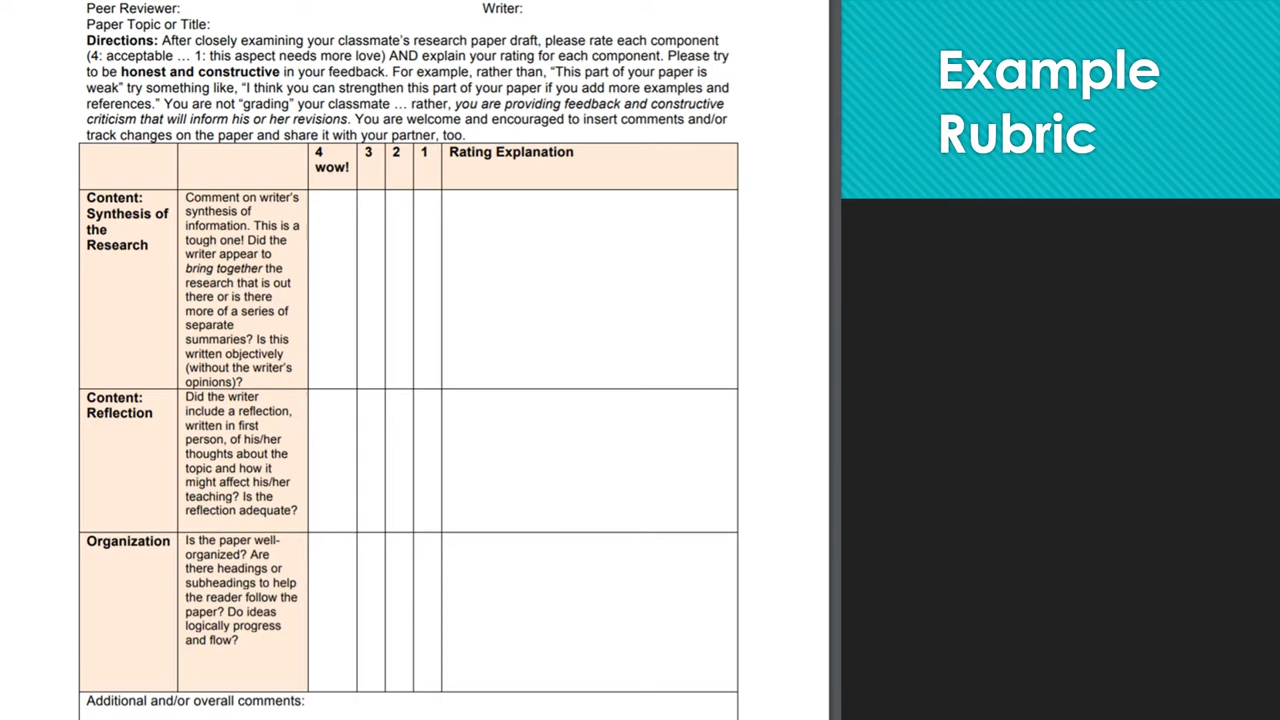 Peer Reviewer: Writer:
Paper Topic or Title:
Directions: After closely examining your classmate's research paper draft, please rate each component
(4: acceptable … 1: this aspect needs more love) AND explain your rating for each component. Please try
to be honest and constructive in your feedback. For example, rather than, "This part of your paper is
weak" try something like, "I think you can strengthen this part of your paper if you add more examples and
references." You are not "grading" your classmate … rather, you are providing feedback and constructive
criticism that will inform his or her revisions. You are welcome and encouraged to insert comments and/or
track changes on the paper and share it with your partner, too.
4 3 2 1 Rating Explanation
wow!
Content:
Synthesis of
the
Research
Comment on writer's
synthesis of
information. This is a
tough one! Did the
writer appear to
bring together the
research that is out
there or is there
more of a series of
separate
summaries? Is this
written objectively
(without the writer's
opinions)?
Content:
Reflection
Did the writer
include a reflection,
written in first
person, of his/her
thoughts about the
topic and how it
might affect his/her
teaching? Is the
reflection adequate?
Organization
Is the paper well-
organized? Are
there headings or
subheadings to help
the reader follow the
paper? Do ideas
logically progress
and flow?
Additional and/or overall comments:
Example
Rubric